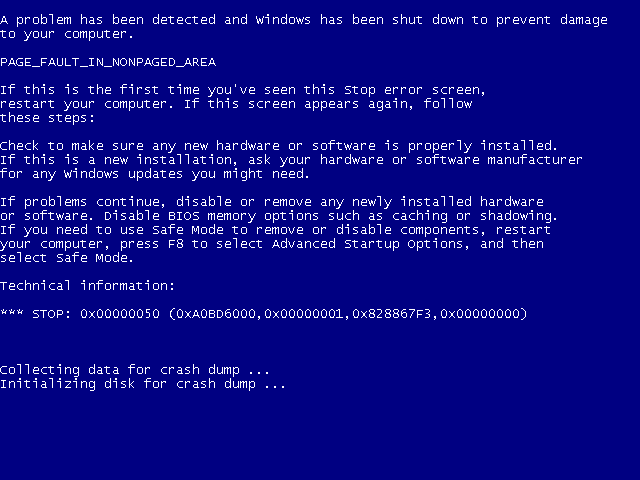 A problem has been detected and Windows has been shut down to prevent damage
to your computer.
PAGE_FAULT_IN_NONPAGED_AREA
If this is the first time you've seen this Stop error screen,
restart your computer. If this screen appears again, follow
these steps:
Check to make sure any new hardware or software is properly installed.
If this is a new installation, ask your hardware or software manufacturer
for any Windows updates you might need.
If problems continue, disable or remove any newly installed hardware
or software. Disable BIOS memory options such as caching or shadowing.
If you need to use Safe Mode to remove or disable components, restart
your computer, press F8 to select Advanced Startup Options, and then
select Safe Mode.
Technical information:
*** STOP: 0x00000050 (0xA0BD6000,0x00000001,0x828867F3,0x00000000)
Collecting data for crash dump ...
Initializing disk for crash dump ...